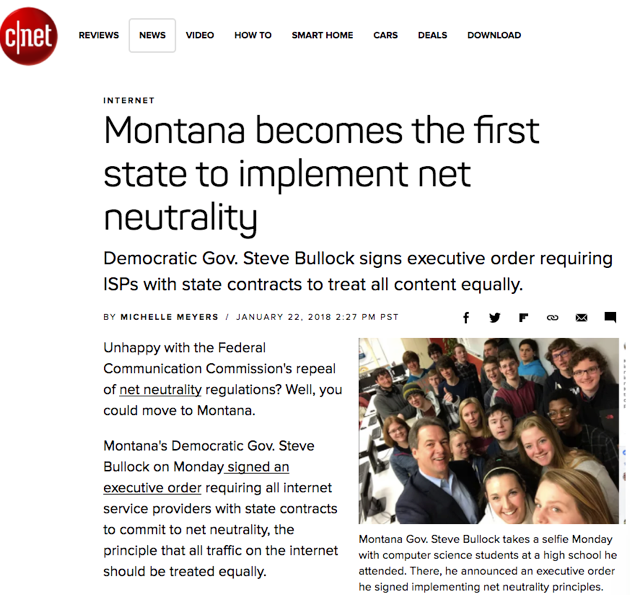 c|net
REVIEWS NEWS VIDEO HOW TO SMART HOME CARS DEALS DOWNLOAD
INTERNET
Montana becomes the first
state to implement net
neutrality
Democratic Gov. Steve Bullock signs executive order requiring
ISPs with state contracts to treat all content equally.
BY MICHELLE MEYERS / JANUARY 22, 2018 2:27 PM PST
Unhappy with the Federal
Communication Commission's repeal
of net neutrality regulations? Well, you
could move to Montana.
Montana's Democratic Gov. Steve
Bullock on Monday signed an
executive order requiring all internet
service providers with state contracts
to commit to net neutrality, the
principle that all traffic on the internet
should be treated equally.
Montana Gov. Steve Bullock takes a selfie Monday
with computer science students at a high school he
attended. There, he announced an executive order
he signed implementing net neutrality principles.